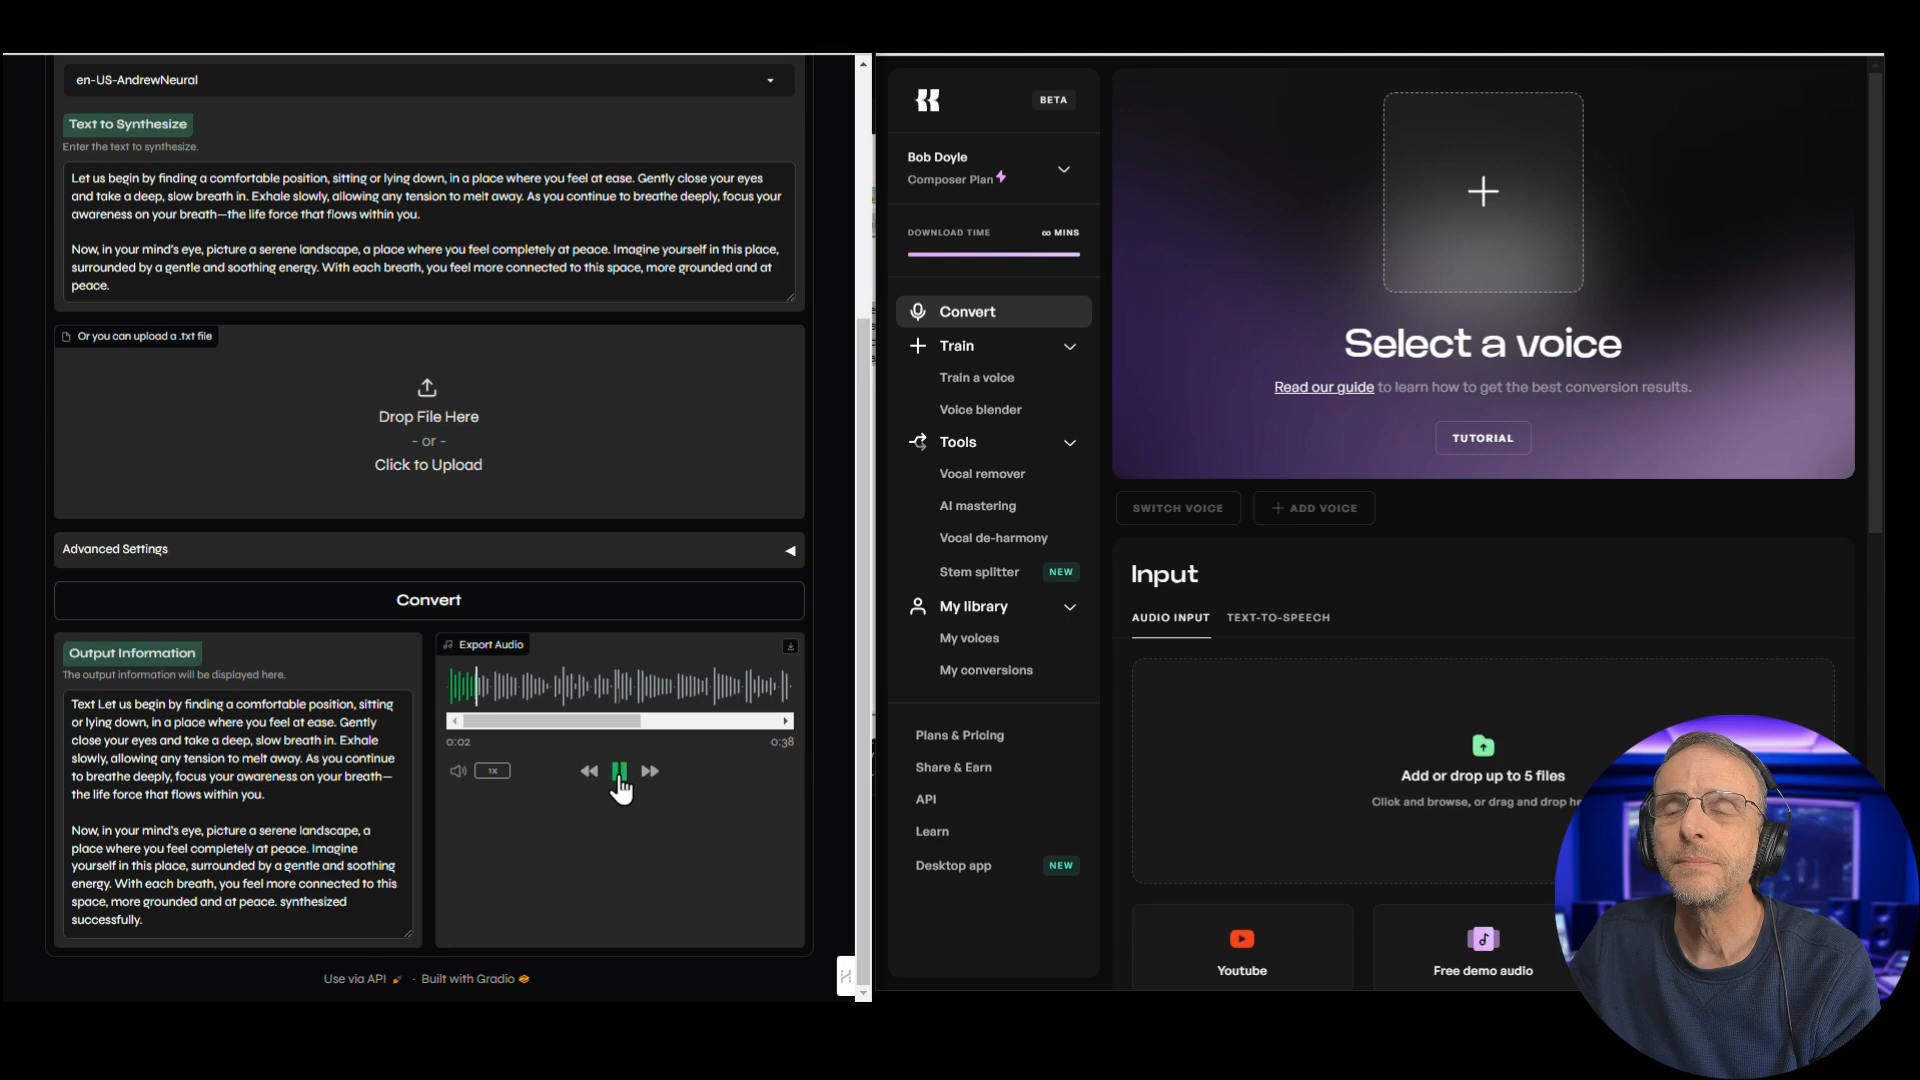 en-US-AndrewNeural
Text to Synthesize
Enter the text to synthesize.
Let us begin by finding a comfortable position, sitting or lying down, in a place where you feel at ease. Gently close your eyes
and take a deep, slow breath in. Exhale slowly, allowing any tension to melt away. As you continue to breathe deeply, focus your
awareness on your breath—the life force that flows within you.
Now, in your mind's eye, picture a serene landscape, a place where you feel completely at peace. Imagine yourself in this place,
surrounded by a gentle and soothing energy. With each breath, you feel more connected to this space, more grounded and at
peace.
Or you can upload a .txt file
Drop File Here
- or -
Click to Upload
Advanced Settings
Convert
Output Information
The output information will be displayed here.
Text Let us begin by finding a comfortable position, sitting
or lying down, in a place where you feel at ease. Gently
close your eyes and take a deep, slow breath in. Exhale
slowly, allowing any tension to melt away. As you continue
to breathe deeply, focus your awareness on your breath—
the life force that flows within you.
Now, in your mind's eye, picture a serene landscape, a
place where you feel completely at peace. Imagine
yourself in this place, surrounded by a gentle and soothing
energy. With each breath, you feel more connected to this
space, more grounded and at peace. synthesized
successfully.
Export Audio
0:02
0:38
1x
Use via API · Built with Gradio
BETA
Bob Doyle
Composer Plan
DOWNLOAD TIME ∞ MINS
Convert
Train
Train a voice
Voice blender
Tools
Vocal remover
AI mastering
Vocal de-harmony
Stem splitter NEW
My library
My voices
My conversions
Plans & Pricing
Share & Earn
API
Learn
Desktop app NEW
Select a voice
Read our guide to learn how to get the best conversion results.
TUTORIAL
SWITCH VOICE
ADD VOICE
Input
AUDIO INPUT
TEXT-TO-SPEECH
Add or drop up to 5 files
Click and browse, or drag and drop
Youtube
Free demo audio